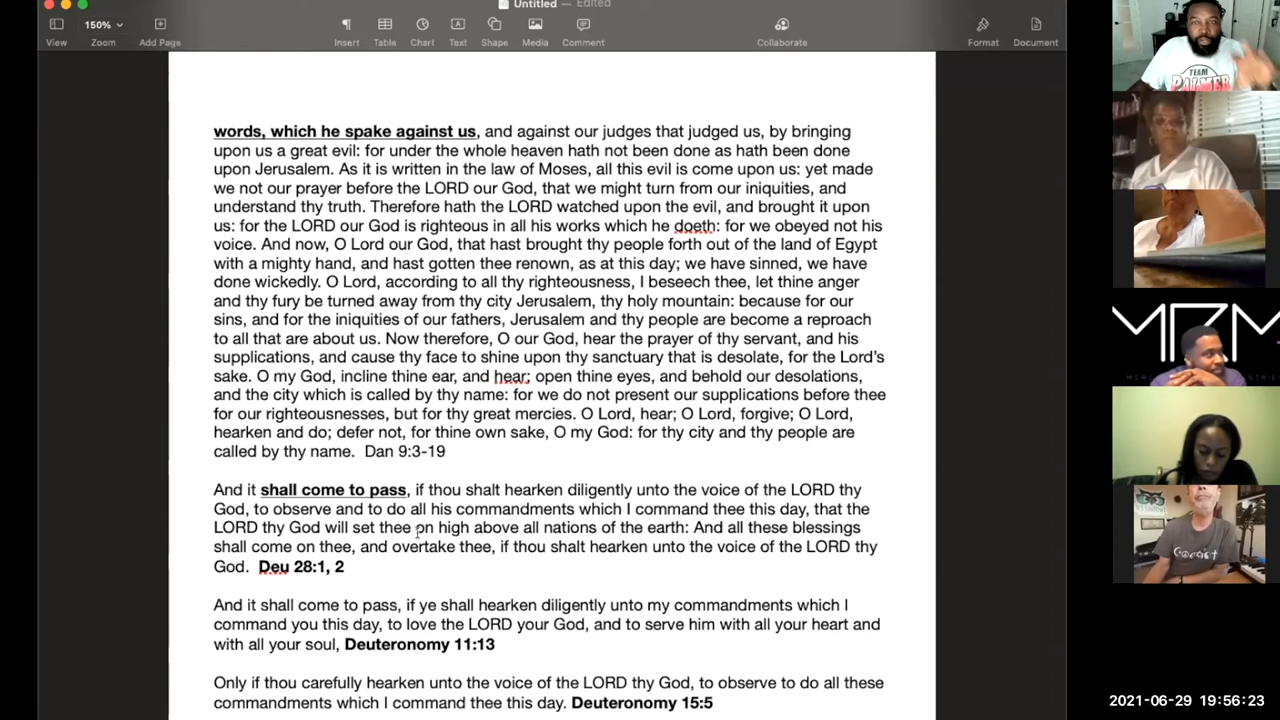 Untitled — Edited
150%
View
Zoom
Add Page
Insert
Table
Chart
Text
Shape
Media
Comment
Collaborate
Format
Document
words, which he spake against us, and against our judges that judged us, by bringing
upon us a great evil: for under the whole heaven hath not been done as hath been done
upon Jerusalem. As it is written in the law of Moses, all this evil is come upon us: yet made
we not our prayer before the LORD our God, that we might turn from our iniquities, and
understand thy truth. Therefore hath the LORD watched upon the evil, and brought it upon
us: for the LORD our God is righteous in all his works which he doeth: for we obeyed not his
voice. And now, O Lord our God, that hast brought thy people forth out of the land of Egypt
with a mighty hand, and hast gotten thee renown, as at this day; we have sinned, we have
done wickedly. O Lord, according to all thy righteousness, I beseech thee, let thine anger
and thy fury be turned away from thy city Jerusalem, thy holy mountain: because for our
sins, and for the iniquities of our fathers, Jerusalem and thy people are become a reproach
to all that are about us. Now therefore, O our God, hear the prayer of thy servant, and his
supplications, and cause thy face to shine upon thy sanctuary that is desolate, for the Lord's
sake. O my God, incline thine ear, and hear; open thine eyes, and behold our desolations,
and the city which is called by thy name: for we do not present our supplications before thee
for our righteousnesses, but for thy great mercies. O Lord, hear; O Lord, forgive; O Lord,
hearken and do; defer not, for thine own sake, O my God: for thy city and thy people are
called by thy name.  Dan 9:3-19
And it shall come to pass, if thou shalt hearken diligently unto the voice of the LORD thy
God, to observe and to do all his commandments which I command thee this day, that the
LORD thy God will set thee on high above all nations of the earth: And all these blessings
shall come on thee, and overtake thee, if thou shalt hearken unto the voice of the LORD thy
God.  Deu 28:1, 2
And it shall come to pass, if ye shall hearken diligently unto my commandments which I
command you this day, to love the LORD your God, and to serve him with all your heart and
with all your soul, Deuteronomy 11:13
Only if thou carefully hearken unto the voice of the LORD thy God, to observe to do all these
commandments which I command thee this day. Deuteronomy 15:5
TEAM
PALMER
MRM
Coexist
2021-06-29 19:56:23